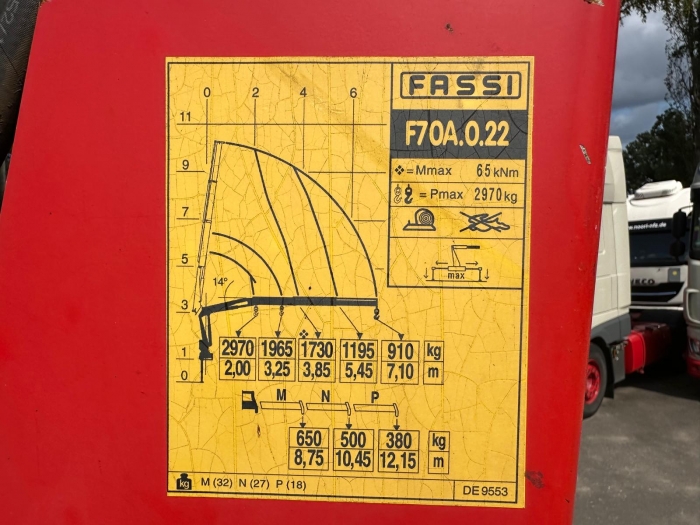 FASSI
F70A.0.22
❖ = Mmax 65 kNm
= Pmax 2970 kg
max
0 2 4 6
11
9
7
5
3
1
0
14°
❖
2970 1965 1730 1195 910 kg
2,00 3,25 3,85 5,45 7,10 m
M N P
650 500 380 kg
8,75 10,45 12,15 m
kg M (32) N (27) P (18)
DE 9553